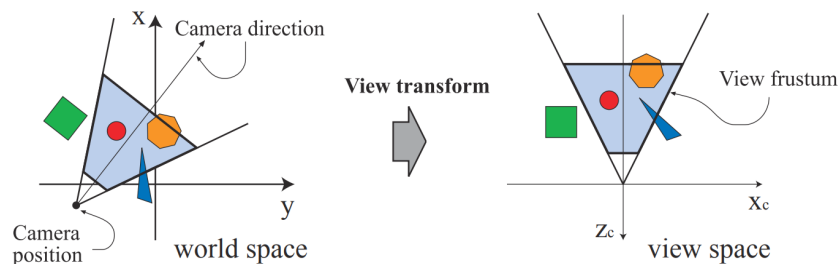 x
Camera direction
y
Camera
position
world space
View transform
View frustum
xc
zc
view space